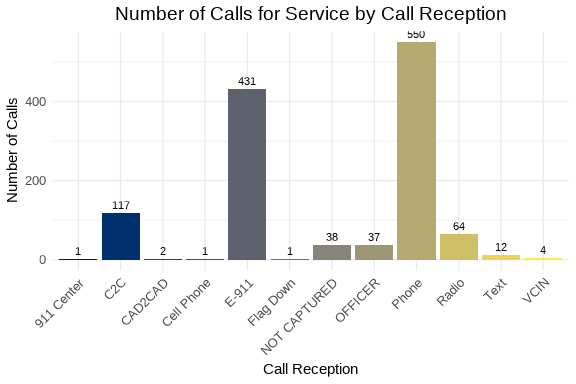 Number of Calls for Service by Call Reception
Number of Calls
400
200
0
1
117
2
1
431
1
38
37
550
64
12
4
911 Center
C2C
CAD2CAD
Cell Phone
E-911
Flag Down
NOT CAPTURED
OFFICER
Phone
Radio
Text
VCIN
Call Reception